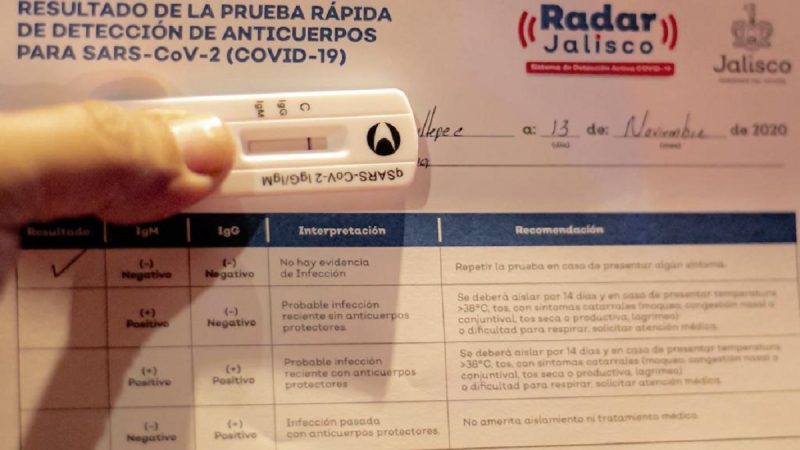 RESULTADO DE LA PRUEBA RÁPIDA
DE DETECCIÓN DE ANTICUERPOS
PARA SARS-CoV-2 (COVID-19)
Radar
Jalisco
Sistema de Detección Activa COVID-19
Jalisco
a: 13 de: Noviembre de 2020
(día) (mes)
C
IgG
IgM
qSARS-CoV-2 IgG/IgM
Resultado IgM IgG Interpretación Recomendación
✓ (-) Negativo (-) Negativo No hay evidencia de Infección Repetir la prueba en caso de presentar algún síntoma.
(+) Positivo (-) Negativo Probable infección reciente sin anticuerpos protectores. Se deberá aislar por 14 días y en caso de presentar temperatura >38°C, tos, con síntomas catarrales (moqueo, congestión nasal o conjuntival, tos seca o productiva, lagrimeo) o dificultad para respirar, solicitar atención médica.
(+) Positivo (+) Positivo Probable infección reciente con anticuerpos protectores Se deberá aislar por 14 días y en caso de presentar temperatura >38°C, tos, con síntomas catarrales (moqueo, congestión nasal o conjuntival, tos seca o productiva, lagrimeo) o dificultad para respirar, solicitar atención médica.
(-) Negativo (+) Positivo Infección pasada con anticuerpos protectores. No amerita aislamiento ni tratamiento médico.